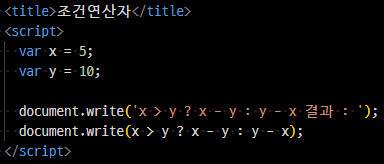 <title>조건연산자</title>
<script>
  var x = 5;
  var y = 10;

  document.write('x > y ? x - y : y - x 결과 : ');
  document.write(x > y ? x - y : y - x);
</script>